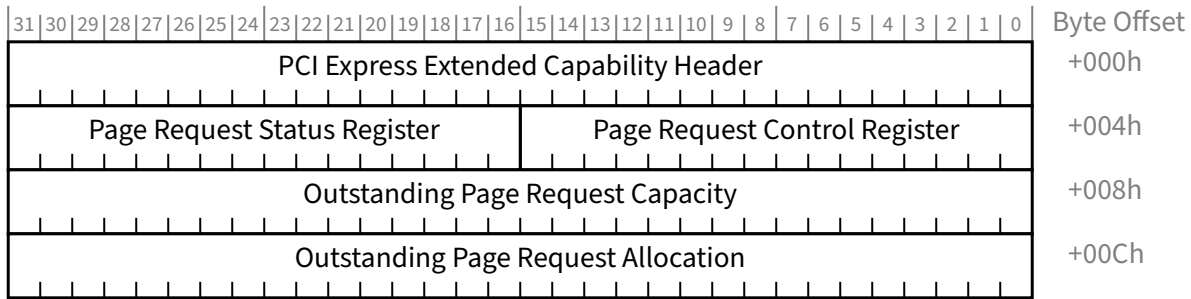 31 30 29 28 27 26 25 24 23 22 21 20 19 18 17 16 15 14 13 12 11 10 9 8 7 6 5 4 3 2 1 0 Byte Offset
PCI Express Extended Capability Header +000h
Page Request Status Register Page Request Control Register +004h
Outstanding Page Request Capacity +008h
Outstanding Page Request Allocation +00Ch